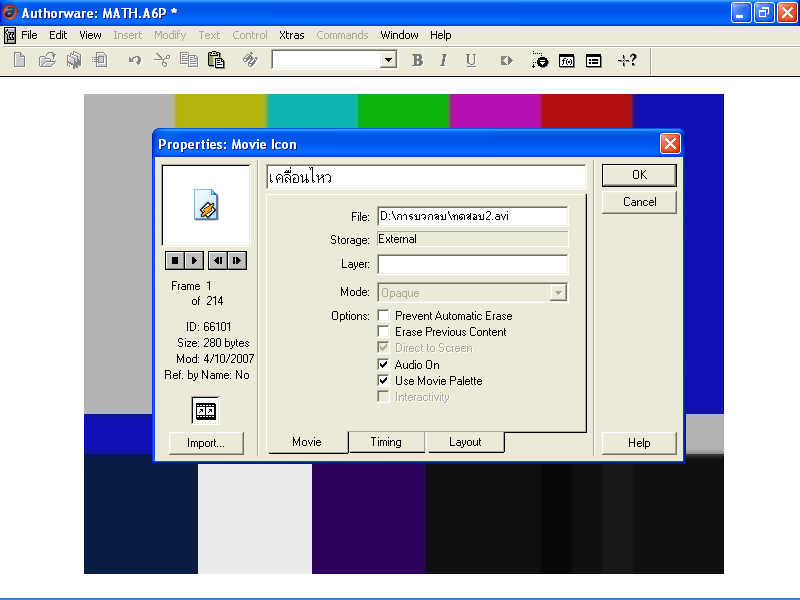 Authorware: MATH.A6P *
File Edit View Insert Modify Text Control Xtras Commands Window Help
B I U
Properties: Movie Icon
เคลื่อนไหว
OK
Cancel
File: D:\การบวกลบ\ทดสอบ2.avi
Storage: External
Layer:
Mode: Opaque
Frame 1
of 214
Options: Prevent Automatic Erase
Erase Previous Content
Direct to Screen
Audio On
Use Movie Palette
Interactivity
ID: 66101
Size: 280 bytes
Mod: 4/10/2007
Ref. by Name: No
Import...
Movie Timing Layout
Help